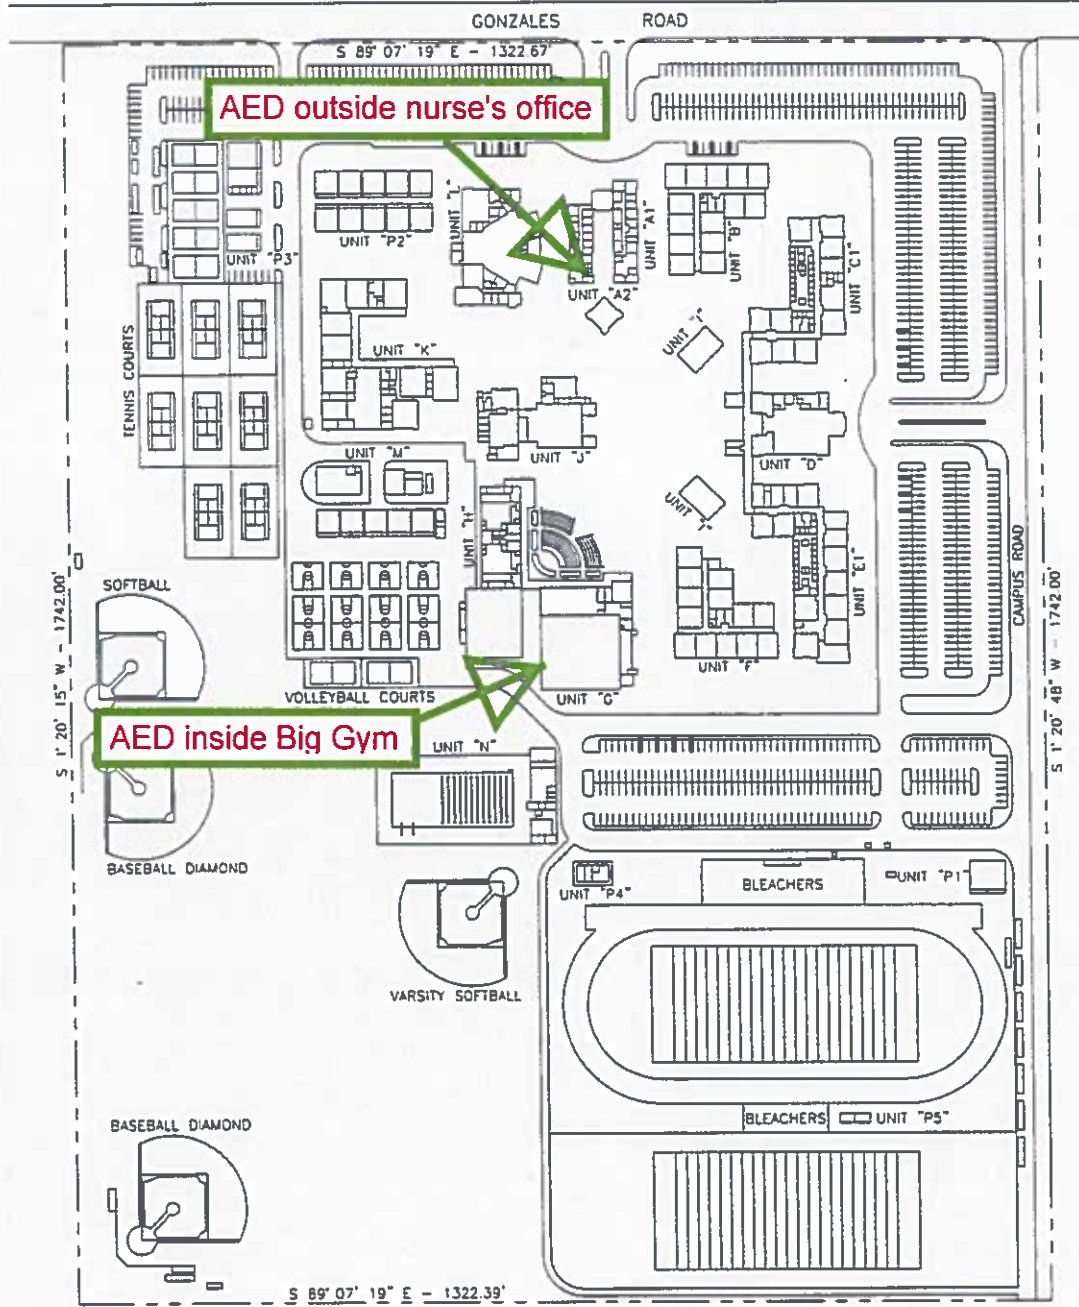 GONZALES ROAD
S 89° 07' 19" E - 1322.67'
AED outside nurse's office
UNIT "L"
UNIT "A1"
UNIT "B"
UNIT "P2"
UNIT "P3"
UNIT "C1"
UNIT "A2"
UNIT "I"
TENNIS COURTS
UNIT "K"
UNIT "M"
UNIT "J"
UNIT "D"
UNIT "H"
UNIT
CAMPUS ROAD
SOFTBALL
UNIT "E1"
S 1° 20' 15" W - 1742.00'
S 1° 20' 48" W - 1742.00'
UNIT "F"
VOLLEYBALL COURTS
UNIT "G"
AED inside Big Gym
UNIT "N"
BASEBALL DIAMOND
UNIT "P4"
BLEACHERS
UNIT "P1"
VARSITY SOFTBALL
BASEBALL DIAMOND
BLEACHERS
UNIT "P5"
S 89° 07' 19" E - 1322.39'